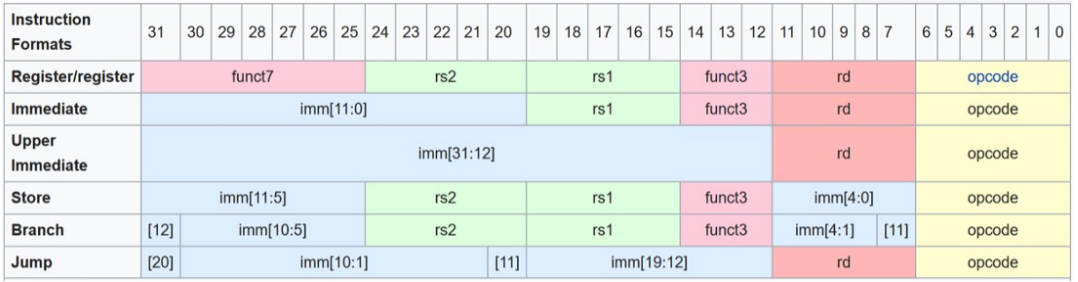 Instruction Formats 31 30 29 28 27 26 25 24 23 22 21 20 19 18 17 16 15 14 13 12 11 10 9 8 7 6 5 4 3 2 1 0
Register/register funct7 rs2 rs1 funct3 rd opcode
Immediate imm[11:0] rs1 funct3 rd opcode
Upper Immediate imm[31:12] rd opcode
Store imm[11:5] rs2 rs1 funct3 imm[4:0] opcode
Branch [12] imm[10:5] rs2 rs1 funct3 imm[4:1] [11] opcode
Jump [20] imm[10:1] [11] imm[19:12] rd opcode